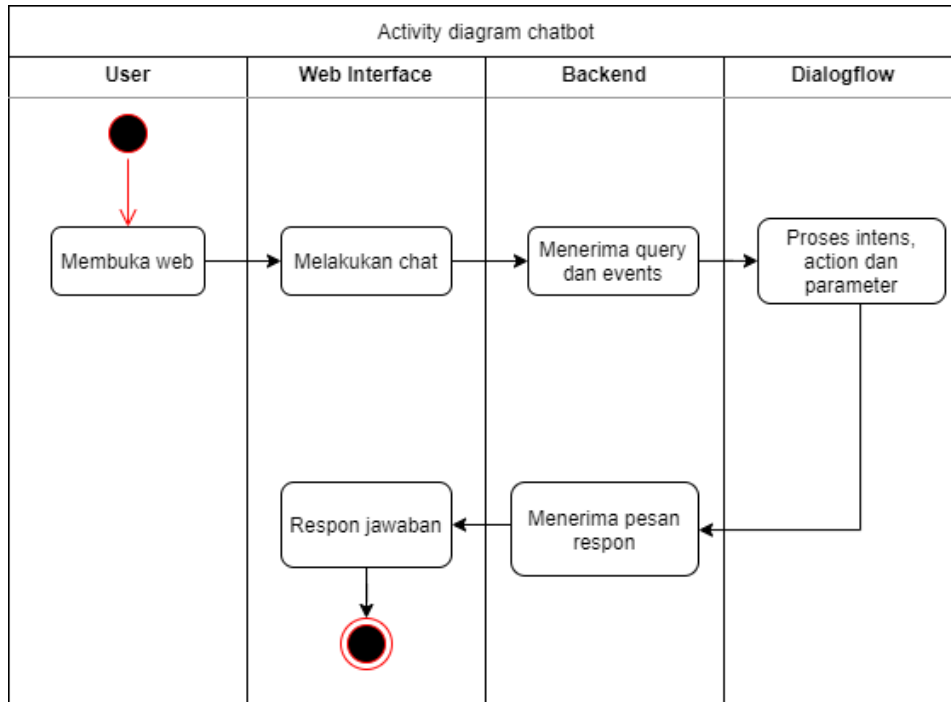 Activity diagram chatbot
User
Web Interface
Backend
Dialogflow
Membuka web
Melakukan chat
Menerima query
dan events
Proses intens,
action dan
parameter
Respon jawaban
Menerima pesan
respon